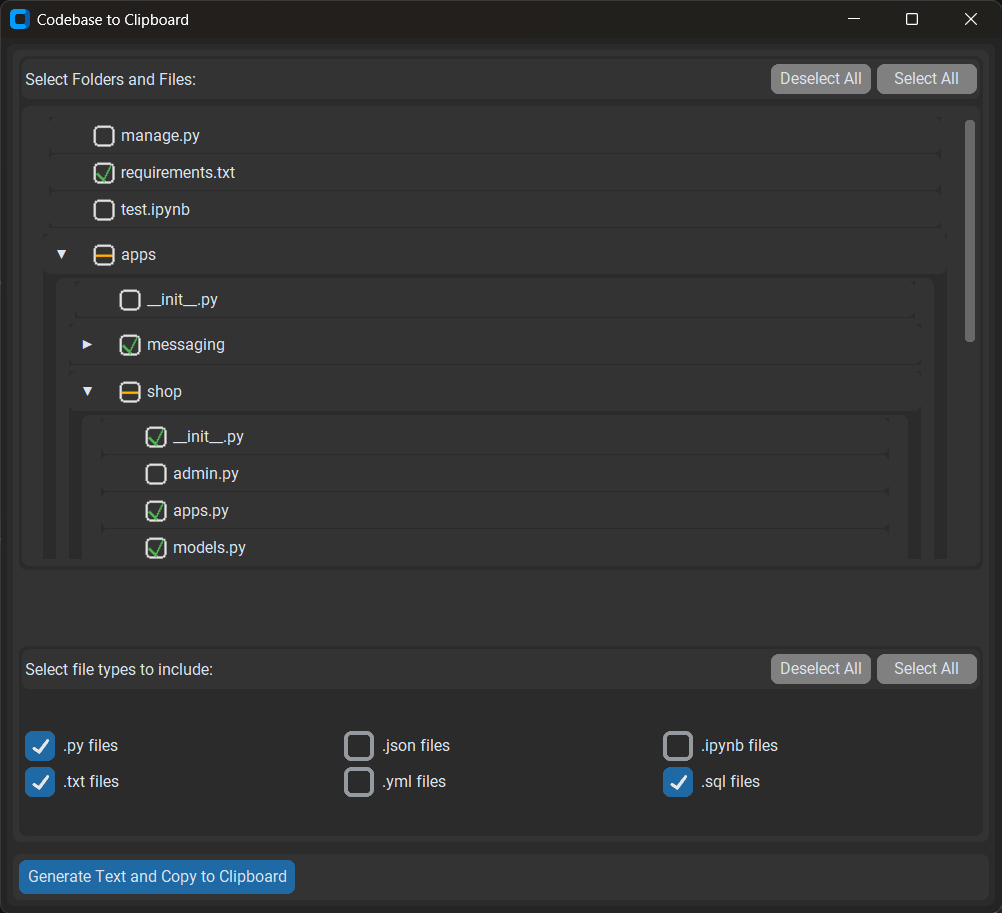 Codebase to Clipboard
Select Folders and Files: Deselect All Select All
manage.py
requirements.txt
test.ipynb
apps
__init__.py
messaging
shop
__init__.py
admin.py
apps.py
models.py
Select file types to include: Deselect All Select All
.py files .json files .ipynb files
.txt files .yml files .sql files
Generate Text and Copy to Clipboard